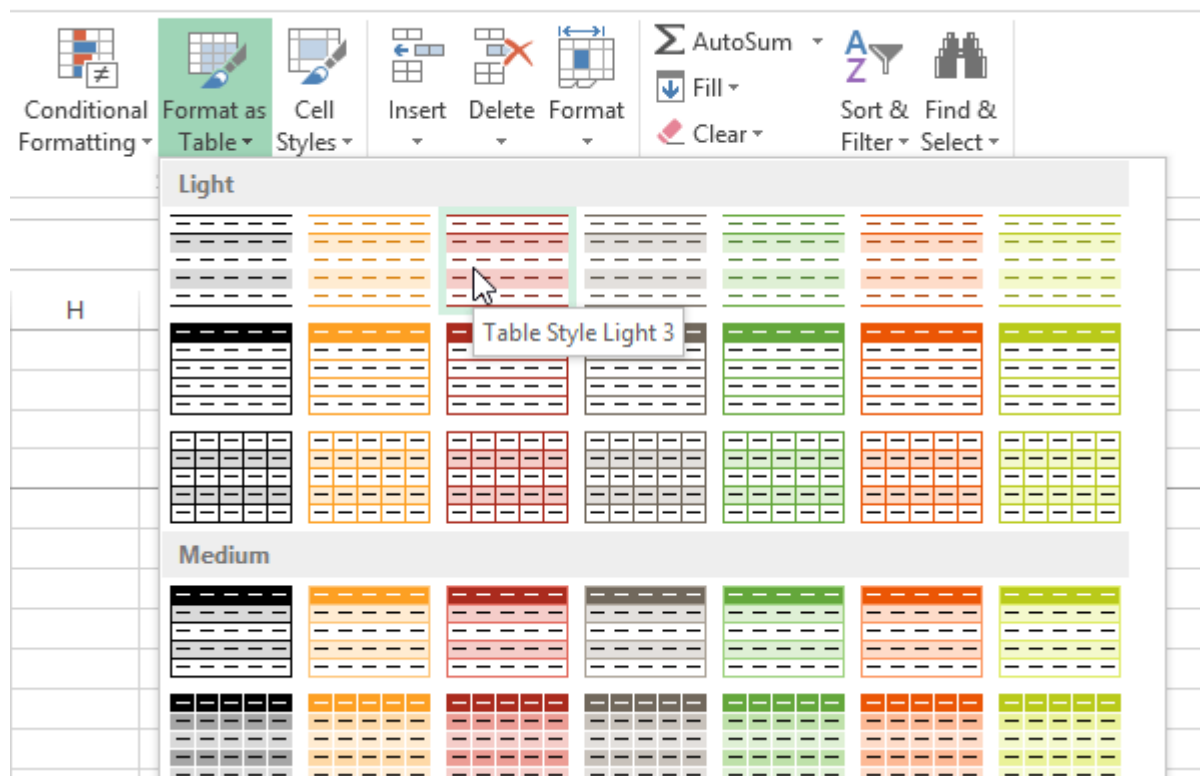 Conditional
Formatting
Format as
Table
Cell
Styles
Insert
Delete
Format
AutoSum
Fill
Clear
Sort &
Filter
Find &
Select
Light
H
Table Style Light 3
Medium